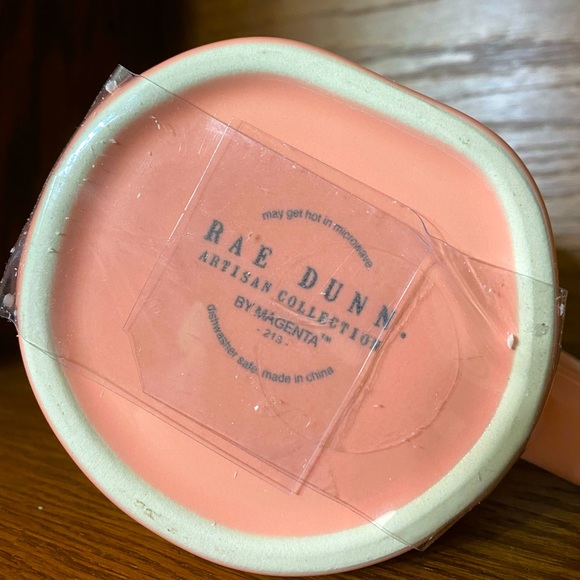 may get hot in microwave
RAE DUNN.
ARTISAN COLLECTION
BY MAGENTA™
- 213 -
dishwasher safe. made in china